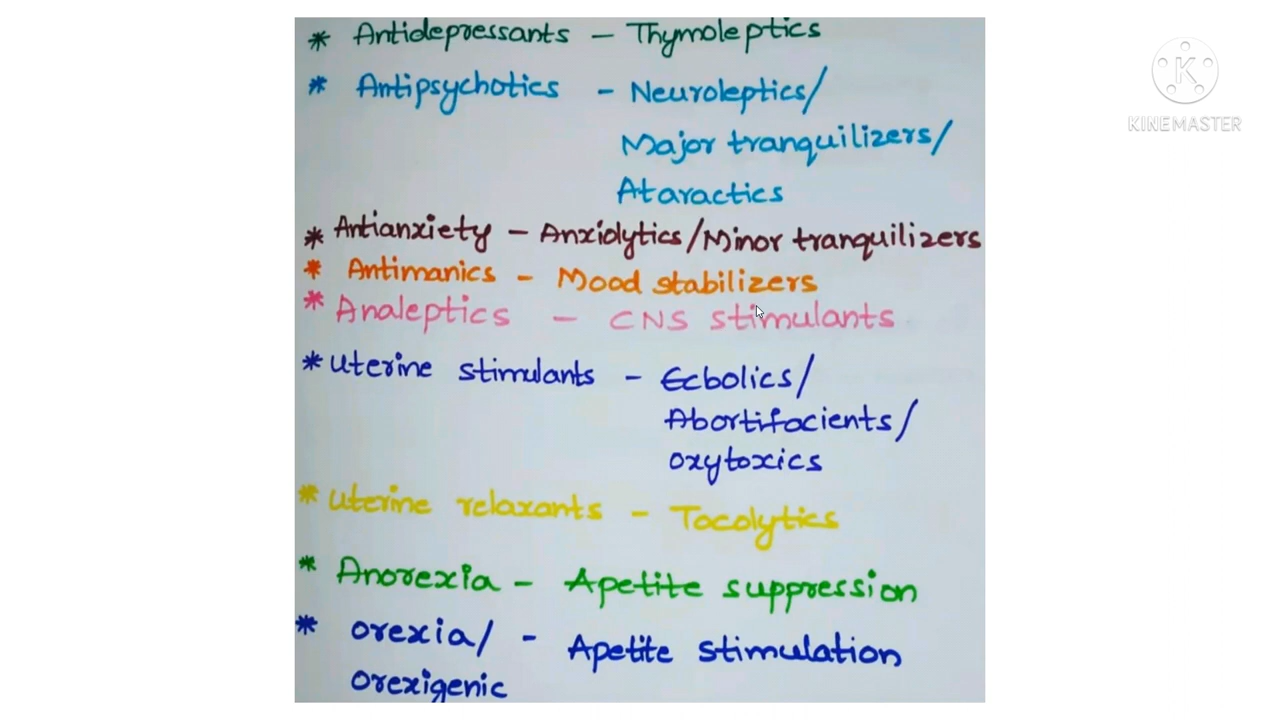 * Antidepressants – Thymoleptics
* Antipsychotics – Neuroleptics/
Major tranquilizers/
Ataractics
* Antianxiety – Anxiolytics/Minor tranquilizers
* Antimanics – Mood stabilizers
* Analeptics – CNS stimulants
* Uterine stimulants – Ecbolics/
Abortifacients/
oxytoxics
* Uterine relaxants – Tocolytics
* Anorexia – Apetite suppression
* orexia/ - Apetite stimulation
orexigenic
K
KINEMASTER